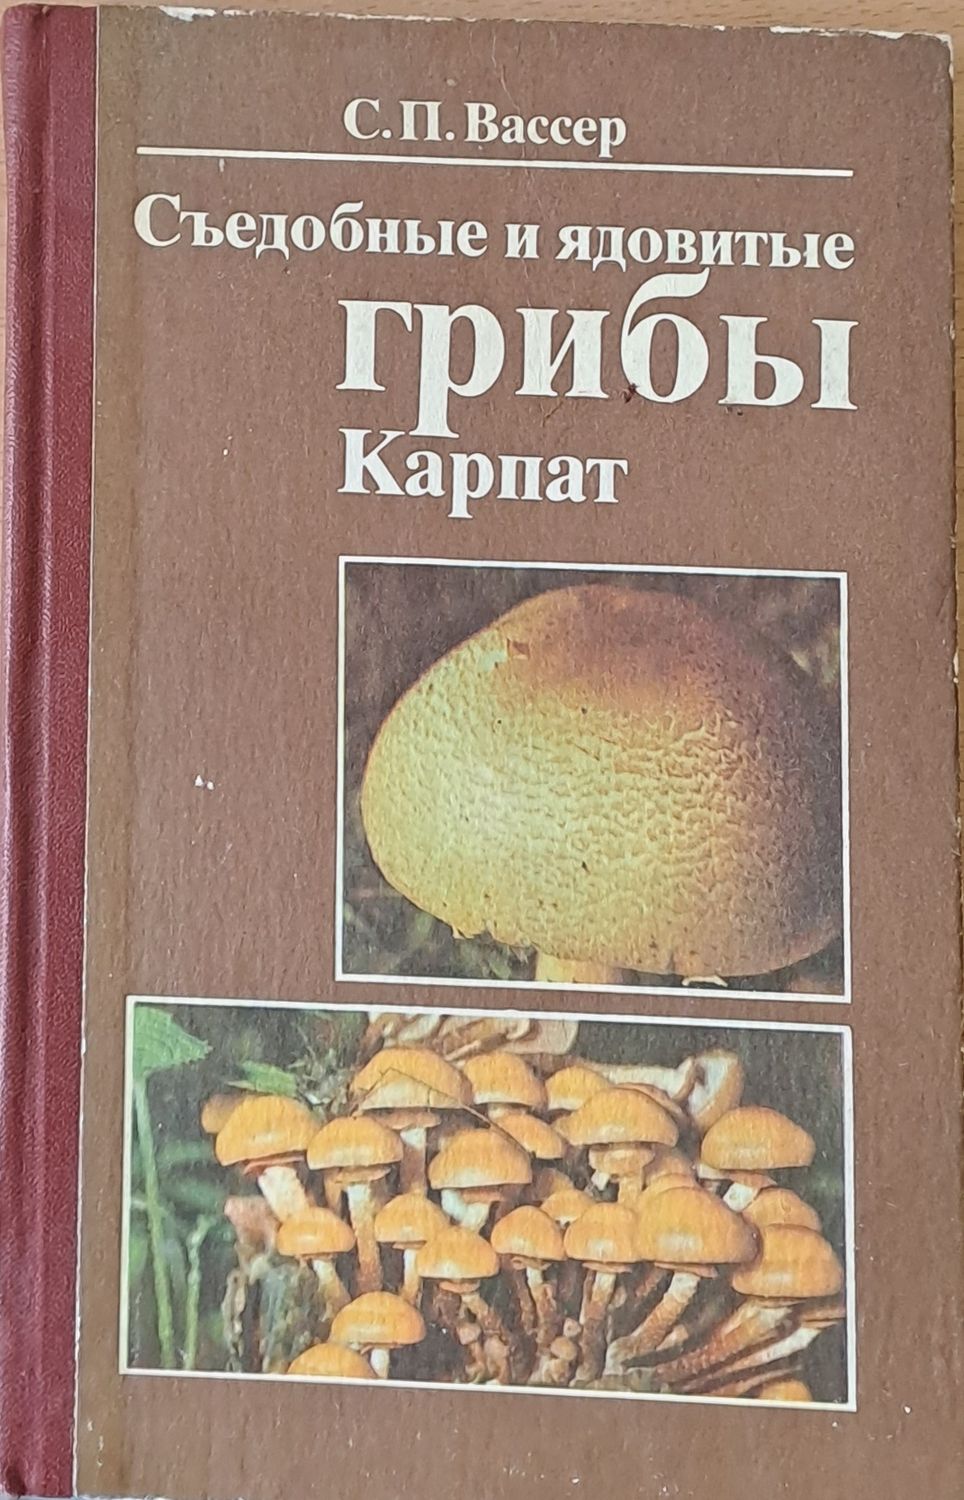 С.П.Вассер
Съедобные и ядовитые
грибы
Карпат